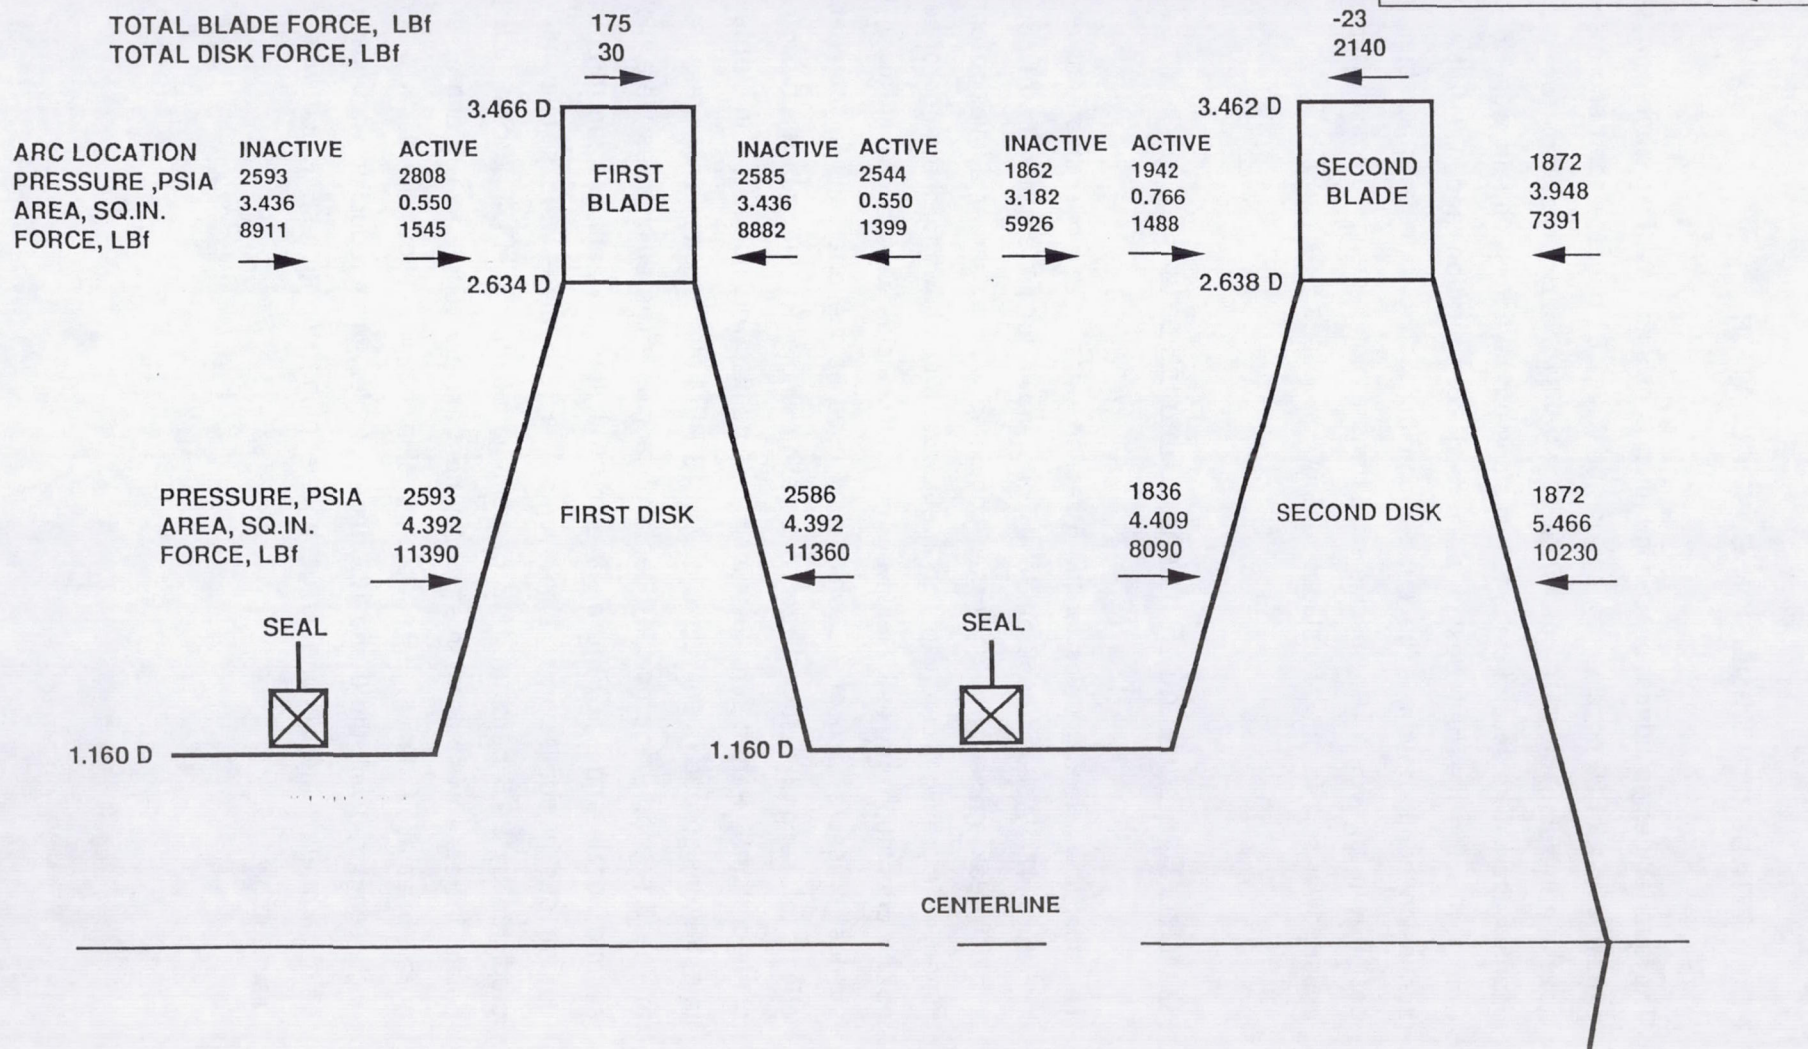 TOTAL BLADE FORCE, LBf 175 -23
TOTAL DISK FORCE, LBf 30 2140
3.466 D 3.462 D
ARC LOCATION INACTIVE ACTIVE INACTIVE ACTIVE INACTIVE ACTIVE
PRESSURE ,PSIA 2593 2808 2585 2544 1862 1942 1872
AREA, SQ.IN. 3.436 0.550 3.436 0.550 3.182 0.766 3.948
FORCE, LBf 8911 1545 8882 1399 5926 1488 7391
FIRST
BLADE
SECOND
BLADE
2.634 D 2.638 D
PRESSURE, PSIA 2593 2586 1836 1872
AREA, SQ.IN. 4.392 4.392 4.409 5.466
FORCE, LBf 11390 11360 8090 10230
FIRST DISK SECOND DISK
SEAL SEAL
1.160 D 1.160 D
CENTERLINE